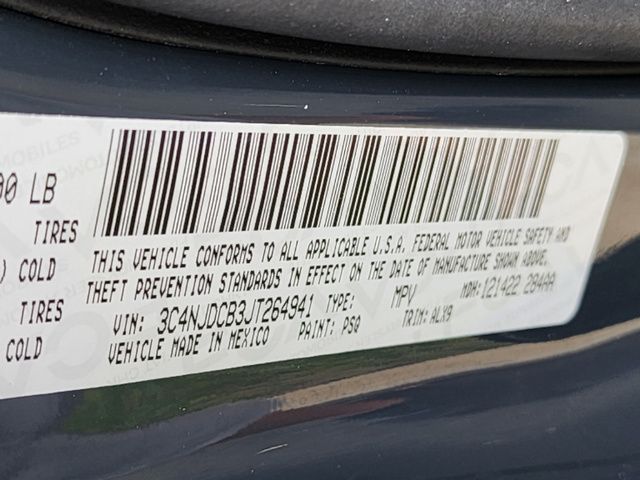 00 LB
TIRES
) COLD
TIRES
COLD
THIS VEHICLE CONFORMS TO ALL APPLICABLE U.S.A. FEDERAL MOTOR VEHICLE SAFETY AND
THEFT PREVENTION STANDARDS IN EFFECT ON THE DATE OF MANUFACTURE SHOWN ABOVE.
VIN: 3C4NJDCB3JT264941 TYPE: MPV MDH: 121422 294AA
VEHICLE MADE IN MEXICO PAINT: TRIM: ALX9